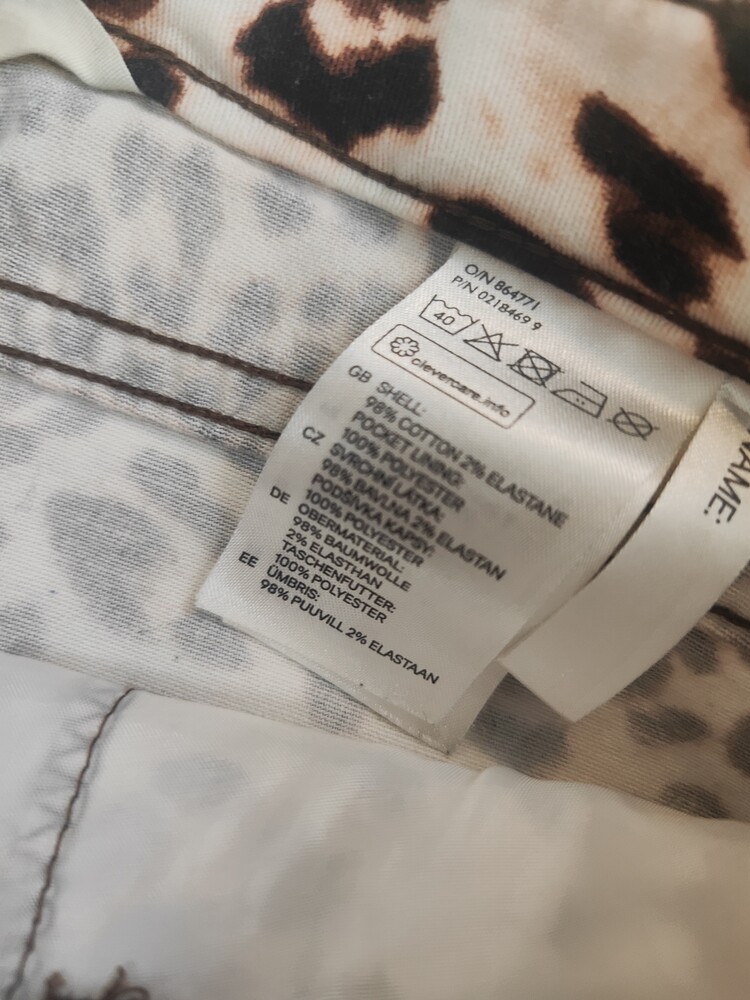 O/N 864771
P/N 0218469 9
40
clevercare.info
GB SHELL:
98% COTTON 2% ELASTANE
POCKET LINING:
100% POLYESTER
CZ SVRCHNÍ LÁTKA:
98% BAVLNA 2% ELASTAN
PODŠÍVKA KAPSY:
100% POLYESTER
DE OBERMATERIAL:
98% BAUMWOLLE
2% ELASTHAN
TASCHENFUTTER:
100% POLYESTER
EE ÜMBRIS:
98% PUUVILL 2% ELASTAAN
NAME: